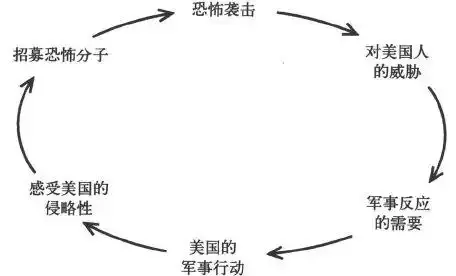 恐怖袭击
对美国人
的威胁
军事反应
的需要
美国的
军事行动
感受美国的
侵略性
招募恐怖分子